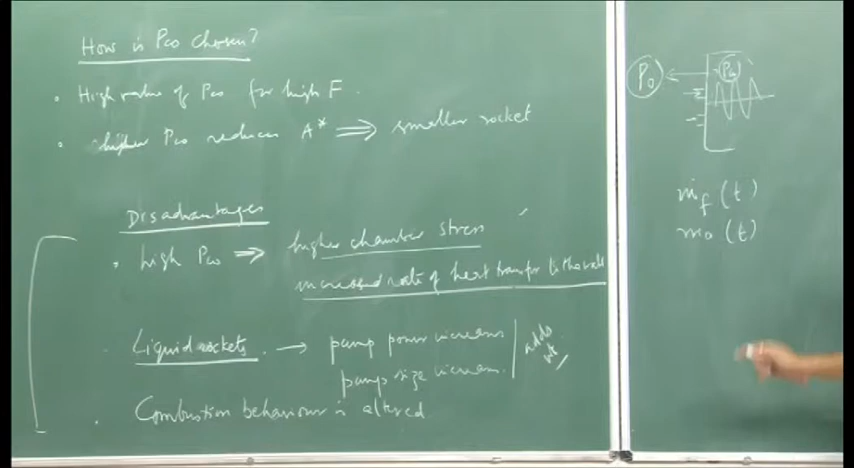 How is Pco chosen?
• High value of Pco for high F.
• higher Pco reduces A* ⟹ smaller rocket
Disadvantages
• high Pco ⟹ higher chamber stress
increased rate of heat transfer to the wall
Liquid rockets → pump power increases
pump size increases
adds wt
• Combustion behaviour is altered
P₀
ṁf (t)
ṁo (t)